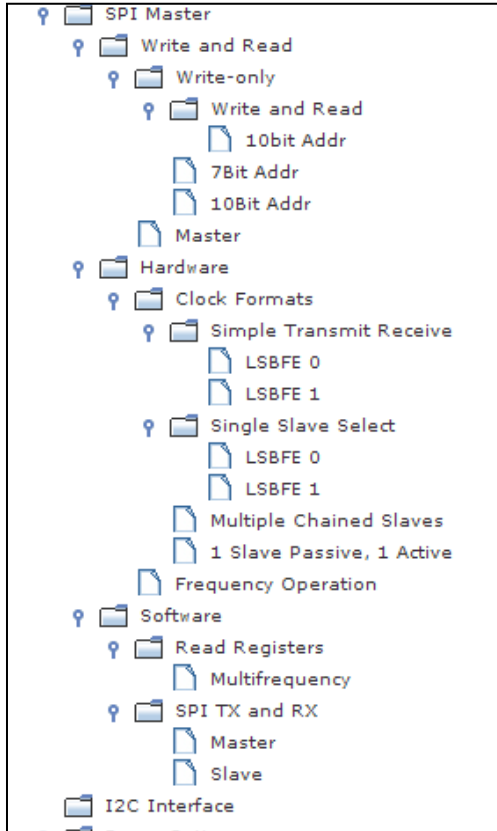 SPI Master
Write and Read
Write-only
Write and Read
10bit Addr
7Bit Addr
10Bit Addr
Master
Hardware
Clock Formats
Simple Transmit Receive
LSBFE 0
LSBFE 1
Single Slave Select
LSBFE 0
LSBFE 1
Multiple Chained Slaves
1 Slave Passive, 1 Active
Frequency Operation
Software
Read Registers
Multifrequency
SPI TX and RX
Master
Slave
I2C Interface